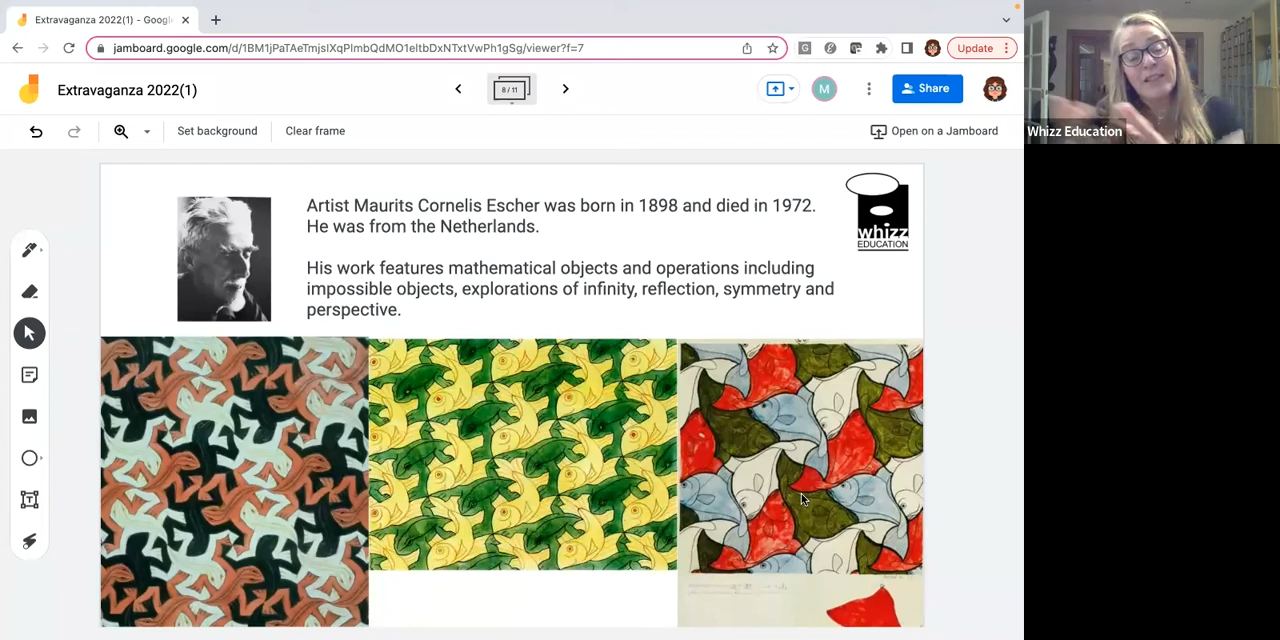 Extravaganza 2022(1) - Googl
jamboard.google.com/d/1BM1jPaTAeTmjsIXqPImbQdMO1eItbDxNTxtVwPh1gSg/viewer?f=7
Update
Extravaganza 2022(1)
8 / 11
M
Share
Set background
Clear frame
Open on a Jamboard
Whizz Education
Artist Maurits Cornelis Escher was born in 1898 and died in 1972.
He was from the Netherlands.
His work features mathematical objects and operations including
impossible objects, explorations of infinity, reflection, symmetry and
perspective.
whizz
EDUCATION